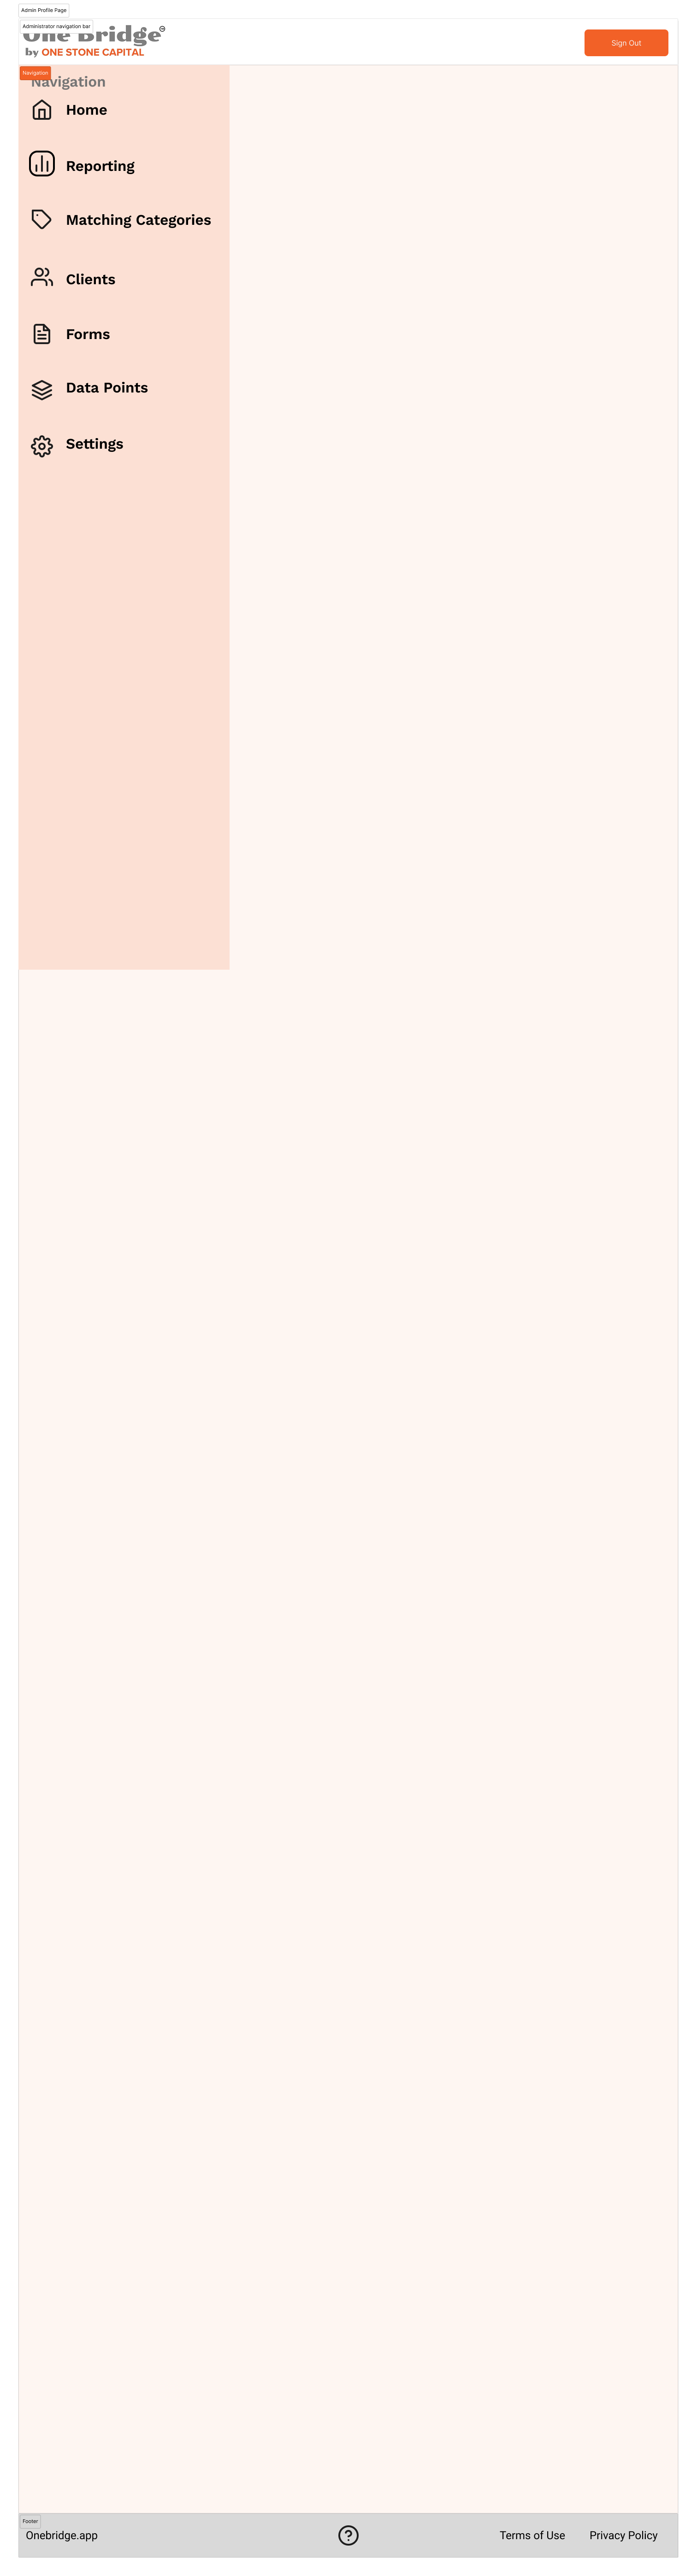 Admin Profile Page
Administrator navigation bar
One Bridge
by ONE STONE CAPITAL
Sign Out
Navigation
Navigation
Home
Reporting
Matching Categories
Clients
Forms
Data Points
Settings
Footer
Onebridge.app
?
Terms of Use
Privacy Policy